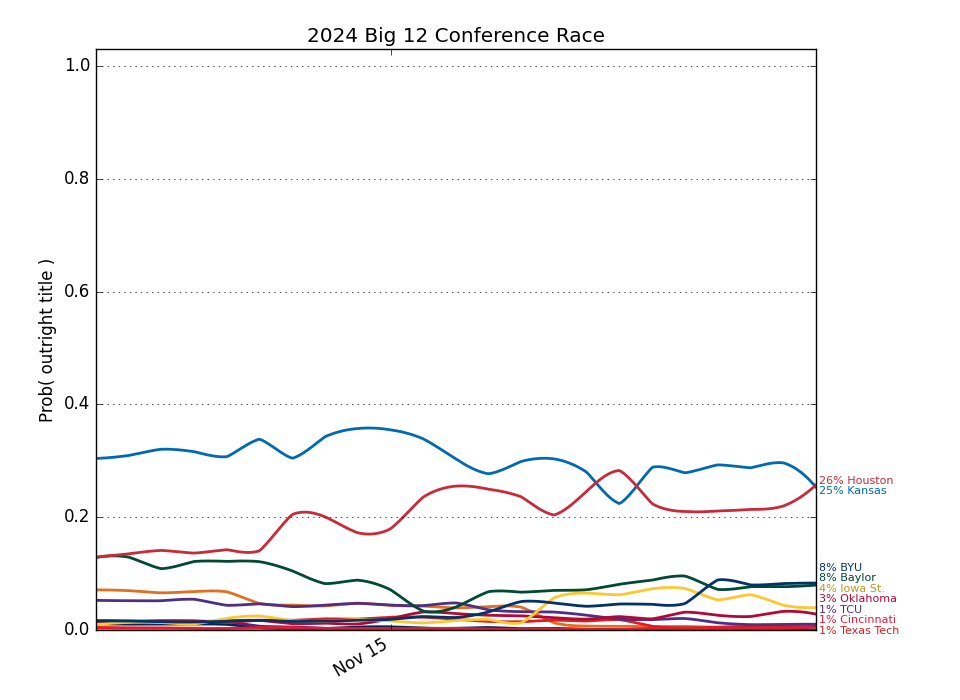 2024 Big 12 Conference Race
Prob( outright title )
1.0
0.8
0.6
0.4
0.2
0.0
Nov 15
26% Houston
25% Kansas
8% BYU
8% Baylor
4% Iowa St.
3% Oklahoma
1% TCU
1% Cincinnati
1% Texas Tech